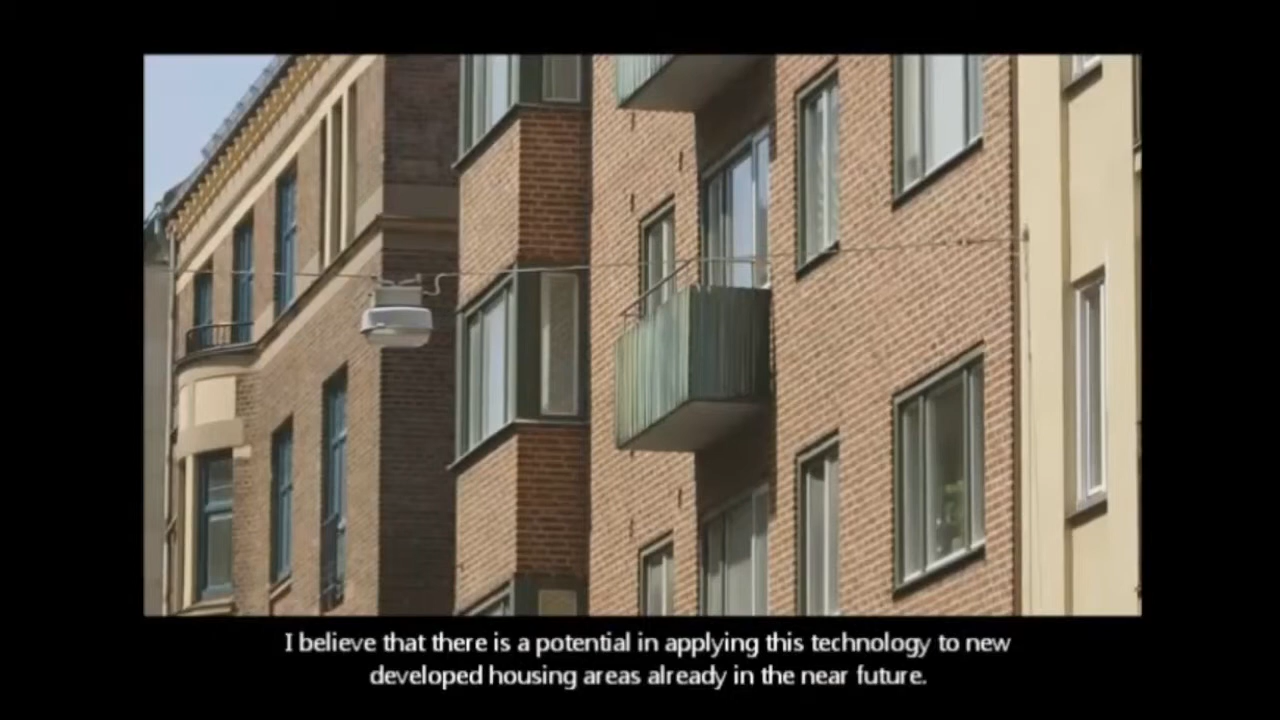 I believe that there is a potential in applying this technology to new
developed housing areas already in the near future.